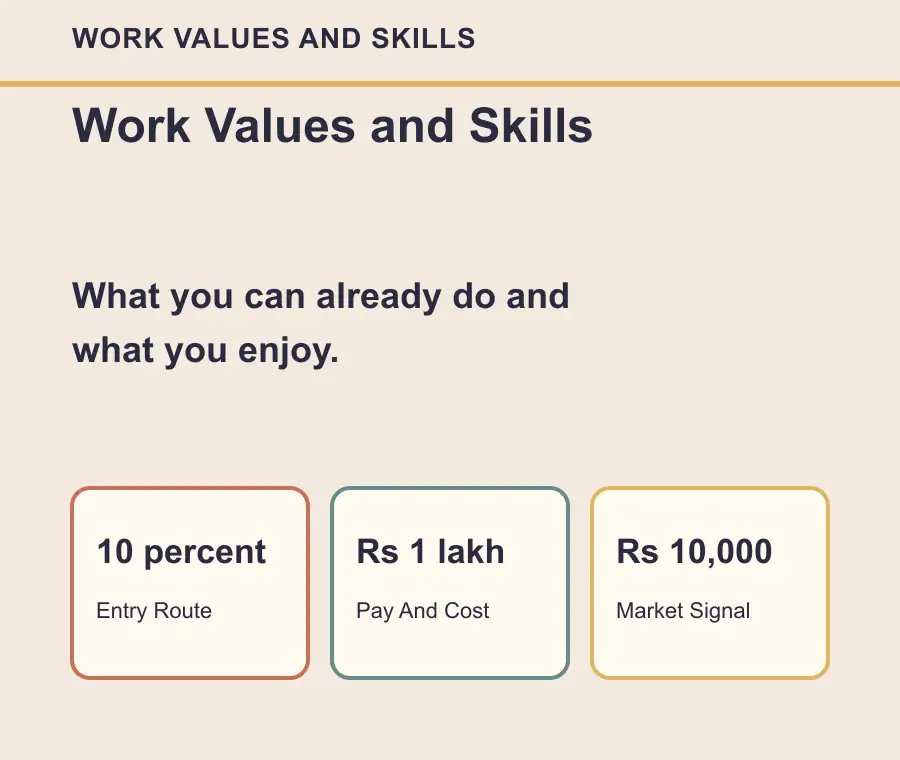 WORK VALUES AND SKILLS
Work Values and Skills
What you can already do and
what you enjoy.
10 percent
Entry Route
Rs 1 lakh
Pay And Cost
Rs 10,000
Market Signal